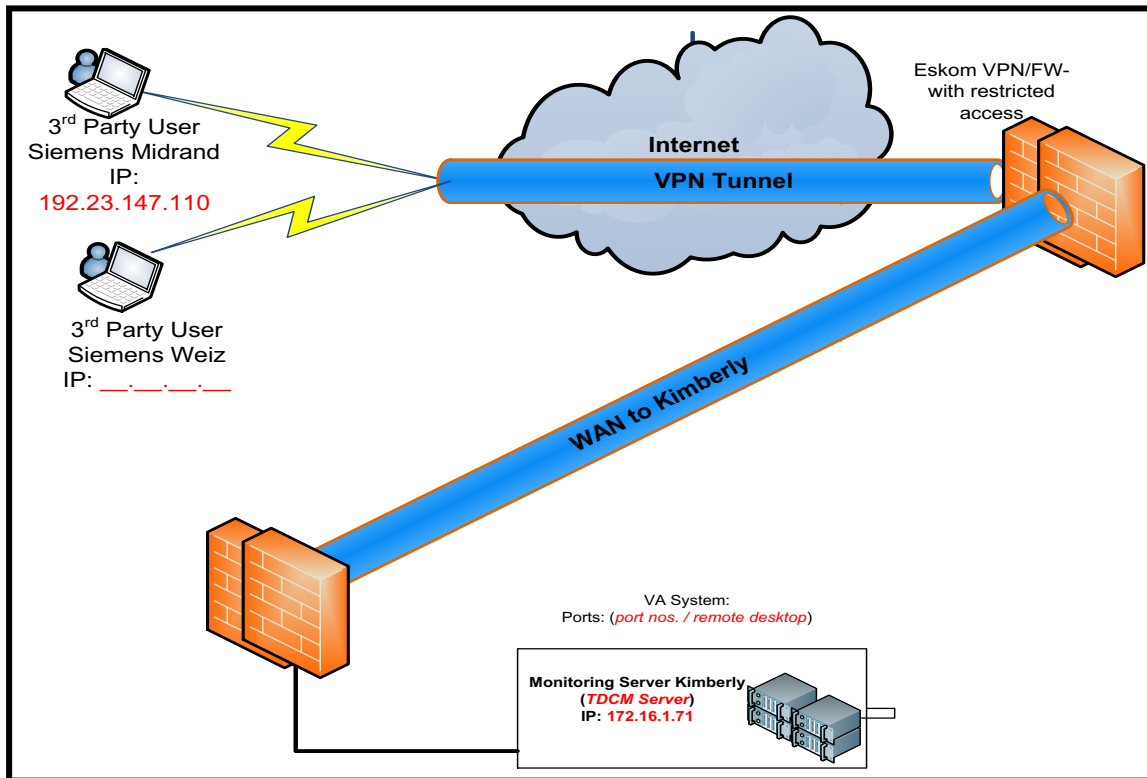 3rd Party User
Siemens Midrand
IP:
192.23.147.110
3rd Party User
Siemens Weiz
IP: __.__.__.__
Internet
VPN Tunnel
Eskom VPN/FW-
with restricted
access
WAN to Kimberly
VA System:
Ports: (port nos. / remote desktop)
Monitoring Server Kimberly
(TDCM Server)
IP: 172.16.1.71